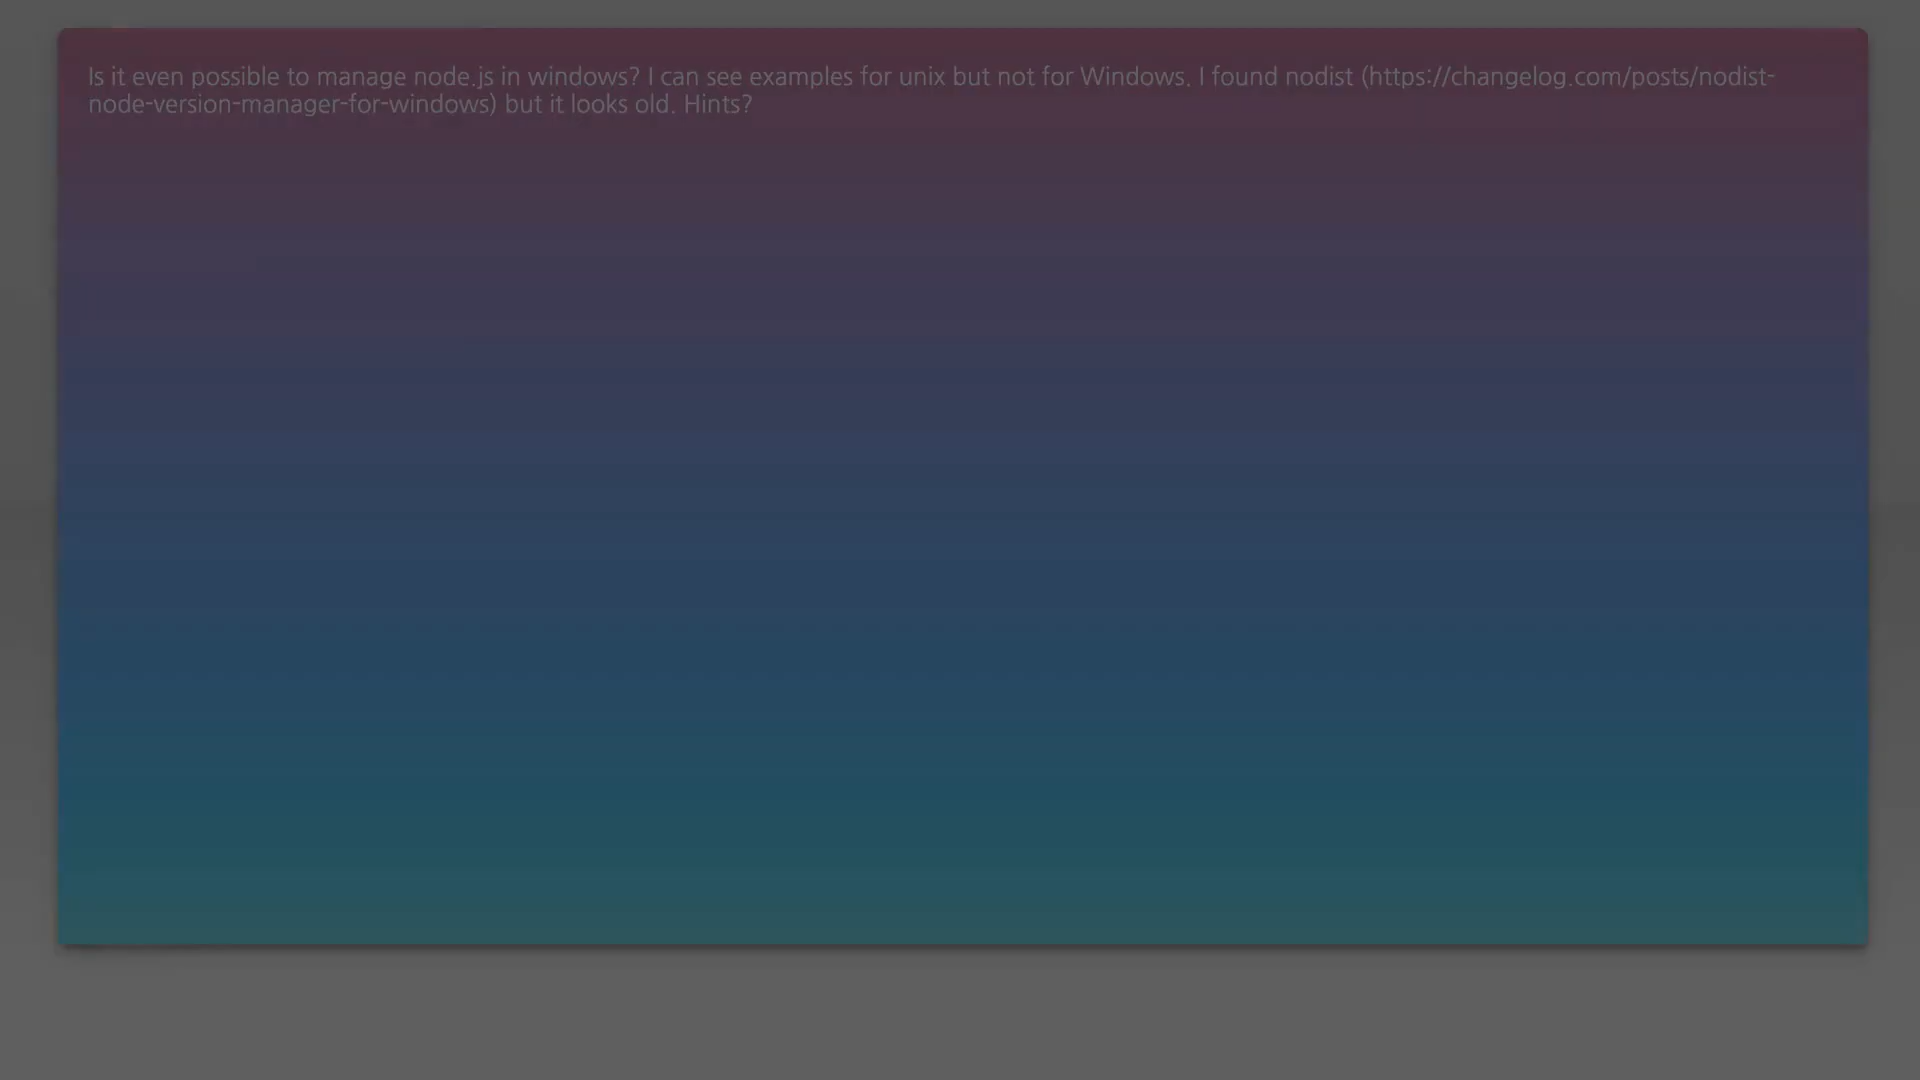 Is it even possible to manage node.js in windows? I can see examples for unix but not for Windows. I found nodist (https://changelog.com/posts/nodist-
node-version-manager-for-windows) but it looks old. Hints?